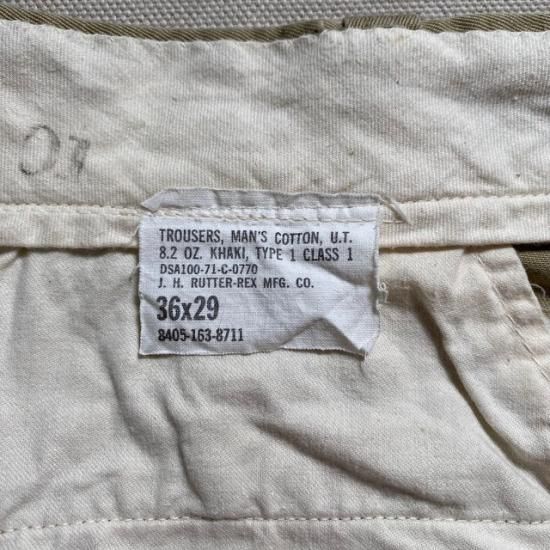 TROUSERS, MAN'S COTTON, U.T.
8.2 OZ. KHAKI, TYPE 1 CLASS 1
DSA100-71-C-0770
J. H. RUTTER-REX MFG. CO.
36x29
8405-163-8711